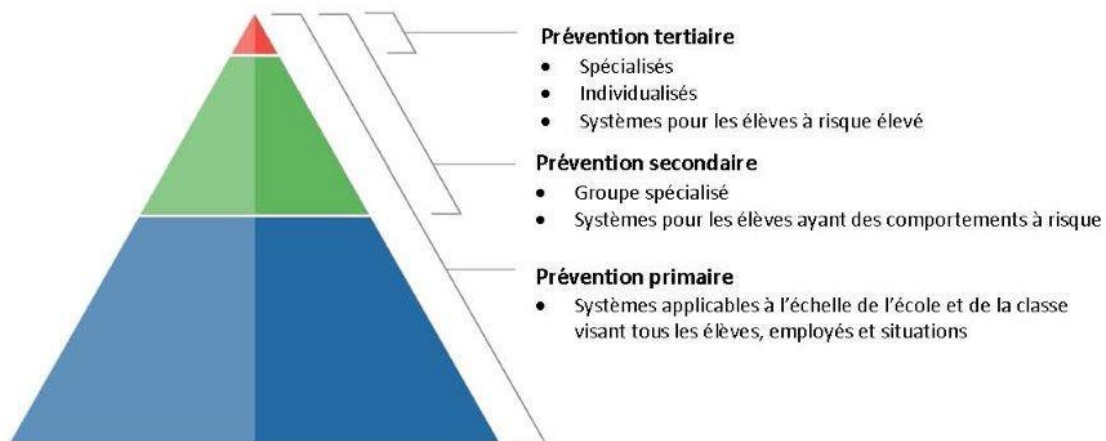 Prévention tertiaire
• Spécialisés
• Individualisés
• Systèmes pour les élèves à risque élevé
Prévention secondaire
• Groupe spécialisé
• Systèmes pour les élèves ayant des comportements à risque
Prévention primaire
• Systèmes applicables à l'échelle de l'école et de la classe
visant tous les élèves, employés et situations